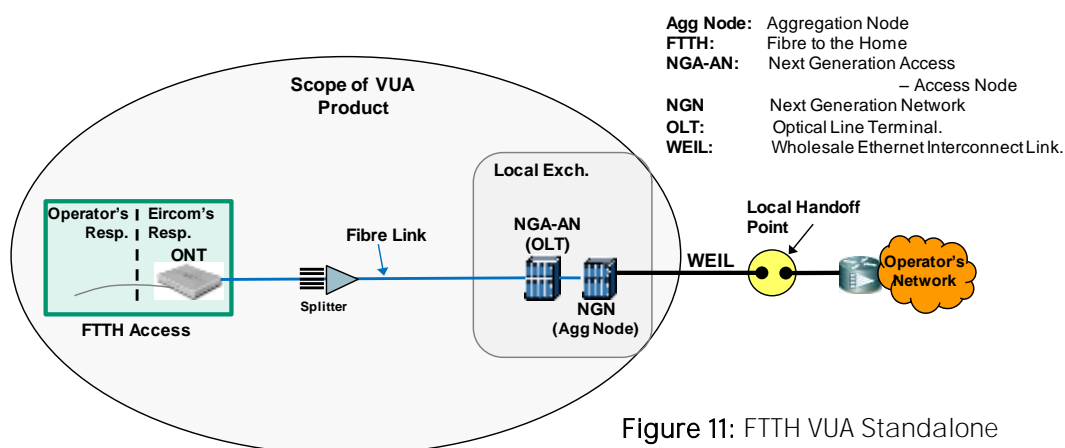 Agg Node: Aggregation Node
FTTH: Fibre to the Home
NGA-AN: Next Generation Access
– Access Node
NGN Next Generation Network
OLT: Optical Line Terminal.
WEIL: Wholesale Ethernet Interconnect Link.
Scope of VUA
Product
Local Exch.
Operator's
Resp.
Eircom's
Resp.
ONT
FTTH Access
Splitter
Fibre Link
NGA-AN
(OLT)
NGN
(Agg Node)
WEIL
Local Handoff
Point
Operator's
Network
Figure 11: FTTH VUA Standalone